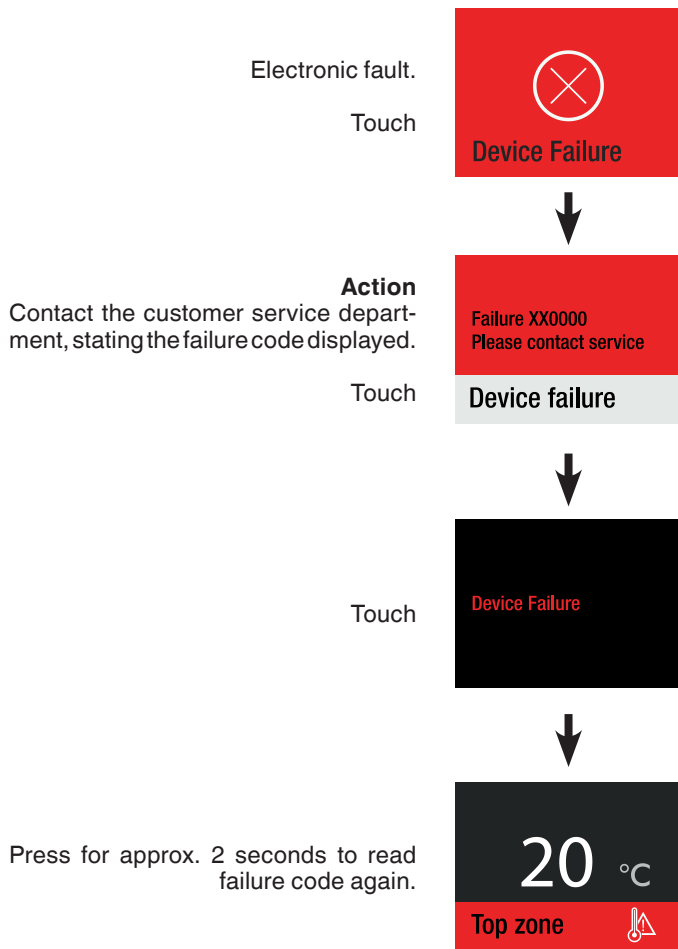 Electronic fault.
Touch
Device Failure
Action
Contact the customer service depart-
ment, stating the failure code displayed.
Touch
Failure XX0000
Please contact service
Device failure
Touch
Device Failure
Press for approx. 2 seconds to read
failure code again.
20 °C
Top zone